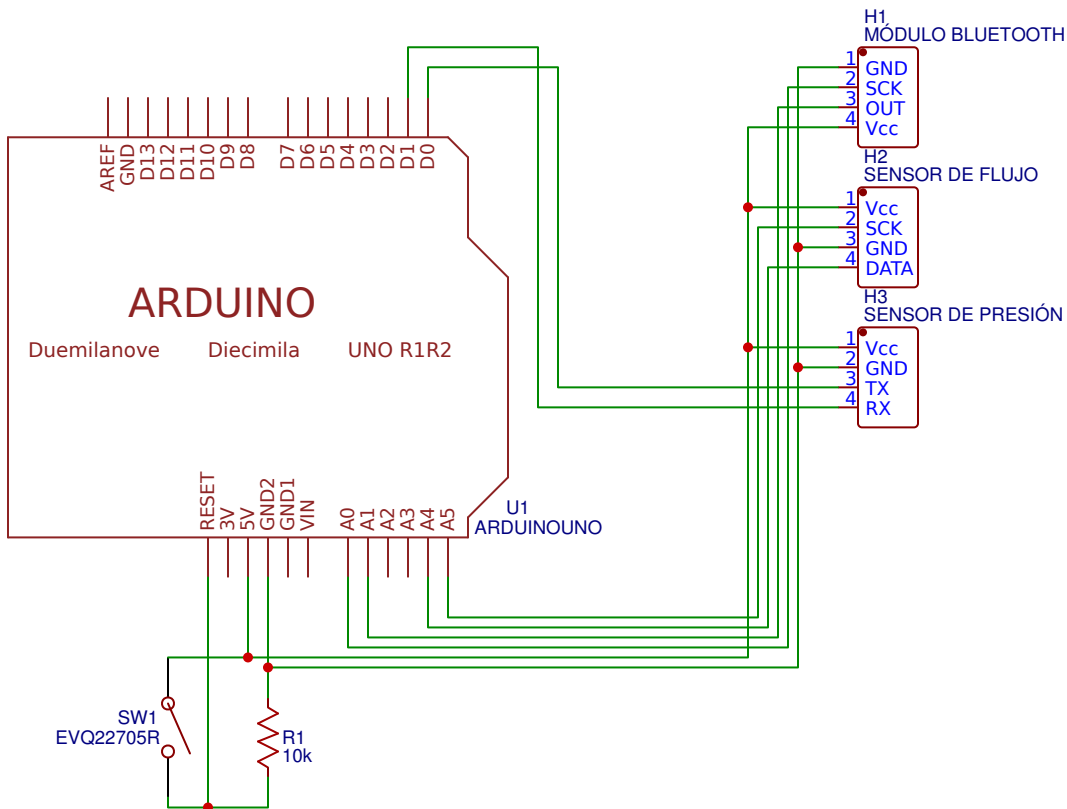 H1
MÓDULO BLUETOOTH
1 GND
2 SCK
3 OUT
4 Vcc
H2
SENSOR DE FLUJO
1 Vcc
2 SCK
3 GND
4 DATA
H3
SENSOR DE PRESIÓN
1 Vcc
2 GND
3 TX
4 RX
AREF GND D13 D12 D11 D10 D9 D8 D7 D6 D5 D4 D3 D2 D1 D0
ARDUINO
Duemilanove Diecimila UNO R1R2
RESET 3V 5V GND2 GND1 VIN A0 A1 A2 A3 A4 A5
U1
ARDUINOUNO
SW1
EVQ22705R
R1
10k